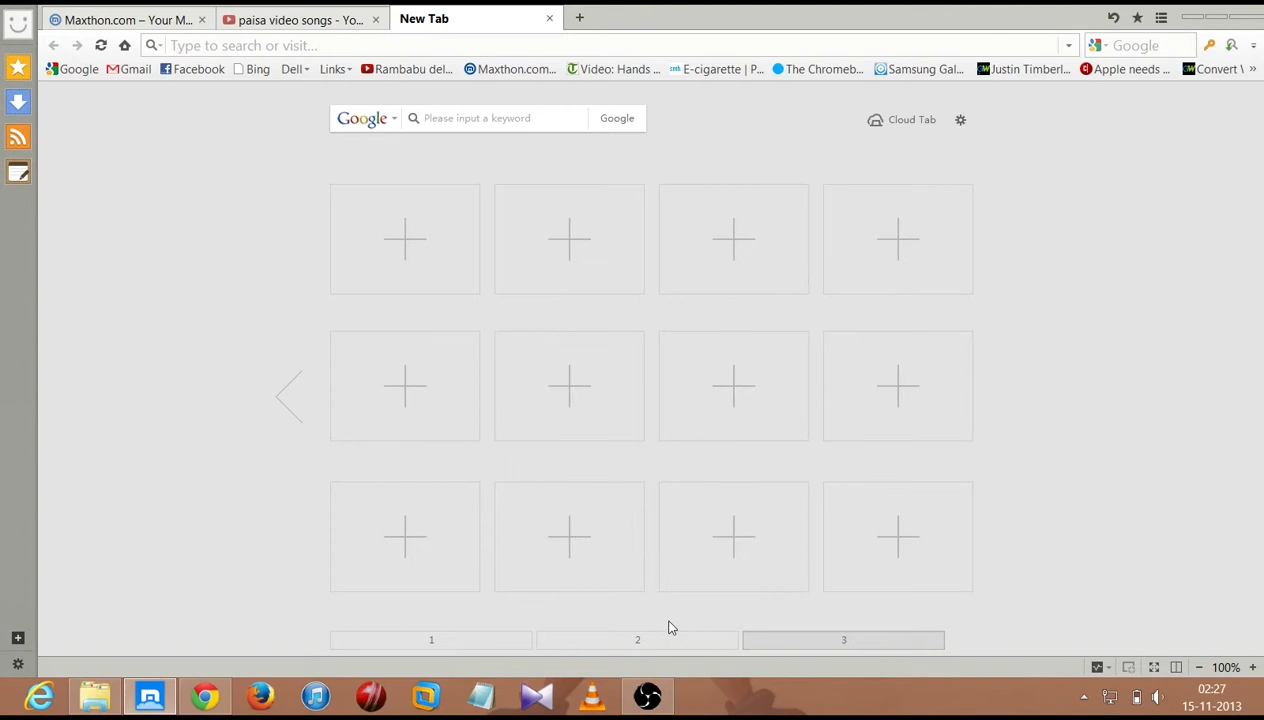 Maxthon.com – Your M... paisa video songs - Yo... New Tab
Type to search or visit... Google
Google Gmail Facebook Bing Dell Links Rambabu del... Maxthon.com... Video: Hands ... E-cigarette | P... The Chromeb... Samsung Gal... Justin Timberl... Apple needs ... Convert \ »
Google Please input a keyword Google Cloud Tab
1 2 3
100%
02:27
15-11-2013